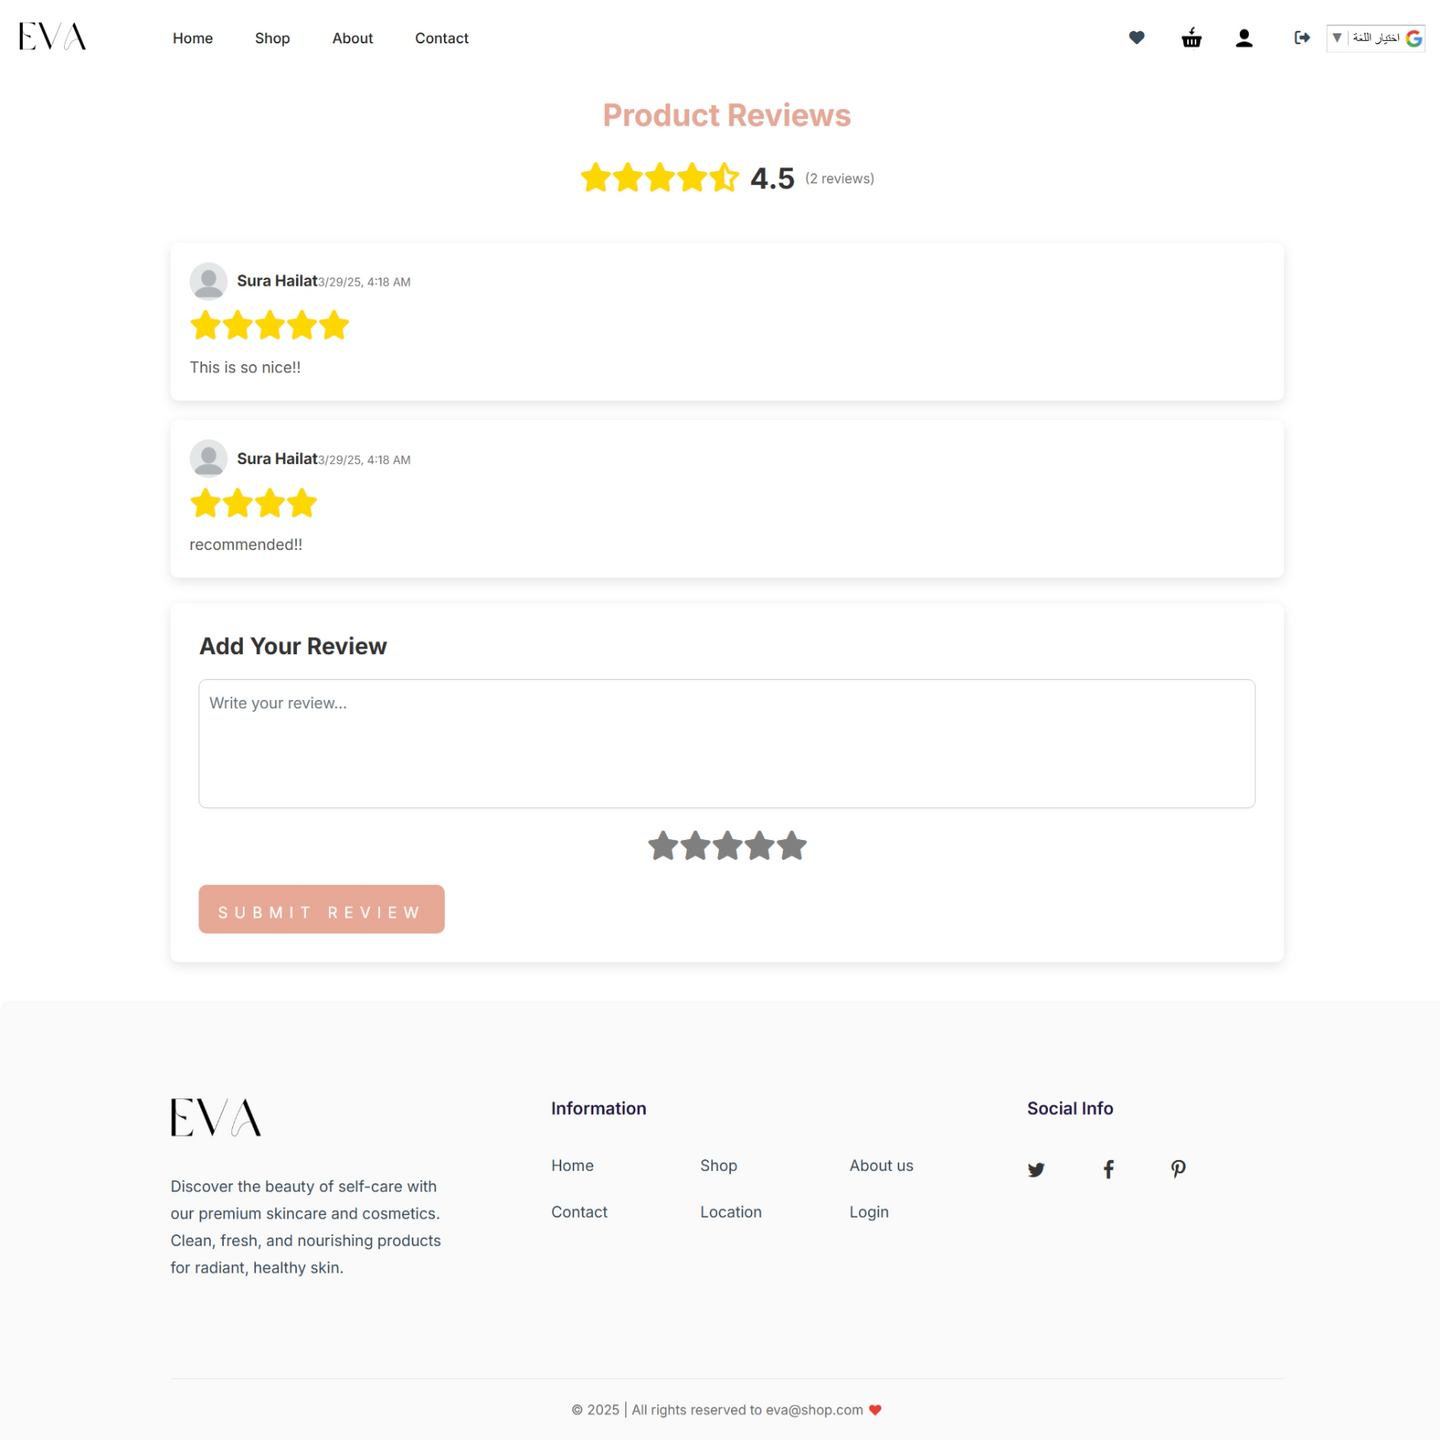 EVA
Home Shop About Contact
اختيار اللغة ▼
Product Reviews
4.5 (2 reviews)
Sura Hailat3/29/25, 4:18 AM
This is so nice!!
Sura Hailat3/29/25, 4:18 AM
recommended!!
Add Your Review
Write your review...
SUBMIT REVIEW
EVA
Discover the beauty of self-care with
our premium skincare and cosmetics.
Clean, fresh, and nourishing products
for radiant, healthy skin.
Information
Home Shop About us
Contact Location Login
Social Info
© 2025 | All rights reserved to eva@shop.com ❤